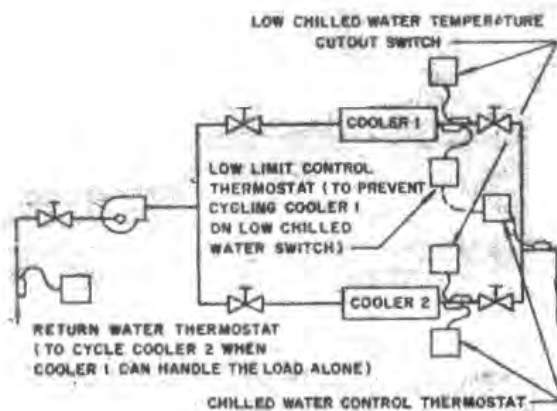 LOW CHILLED WATER TEMPERATURE
CUTOUT SWITCH
COOLER 1
LOW LIMIT CONTROL
THERMOSTAT (TO PREVENT
CYCLING COOLER 1
ON LOW CHILLED
WATER SWITCH)
COOLER 2
RETURN WATER THERMOSTAT
(TO CYCLE COOLER 2 WHEN
COOLER 1 CAN HANDLE THE LOAD ALONE)
CHILLED WATER CONTROL THERMOSTAT